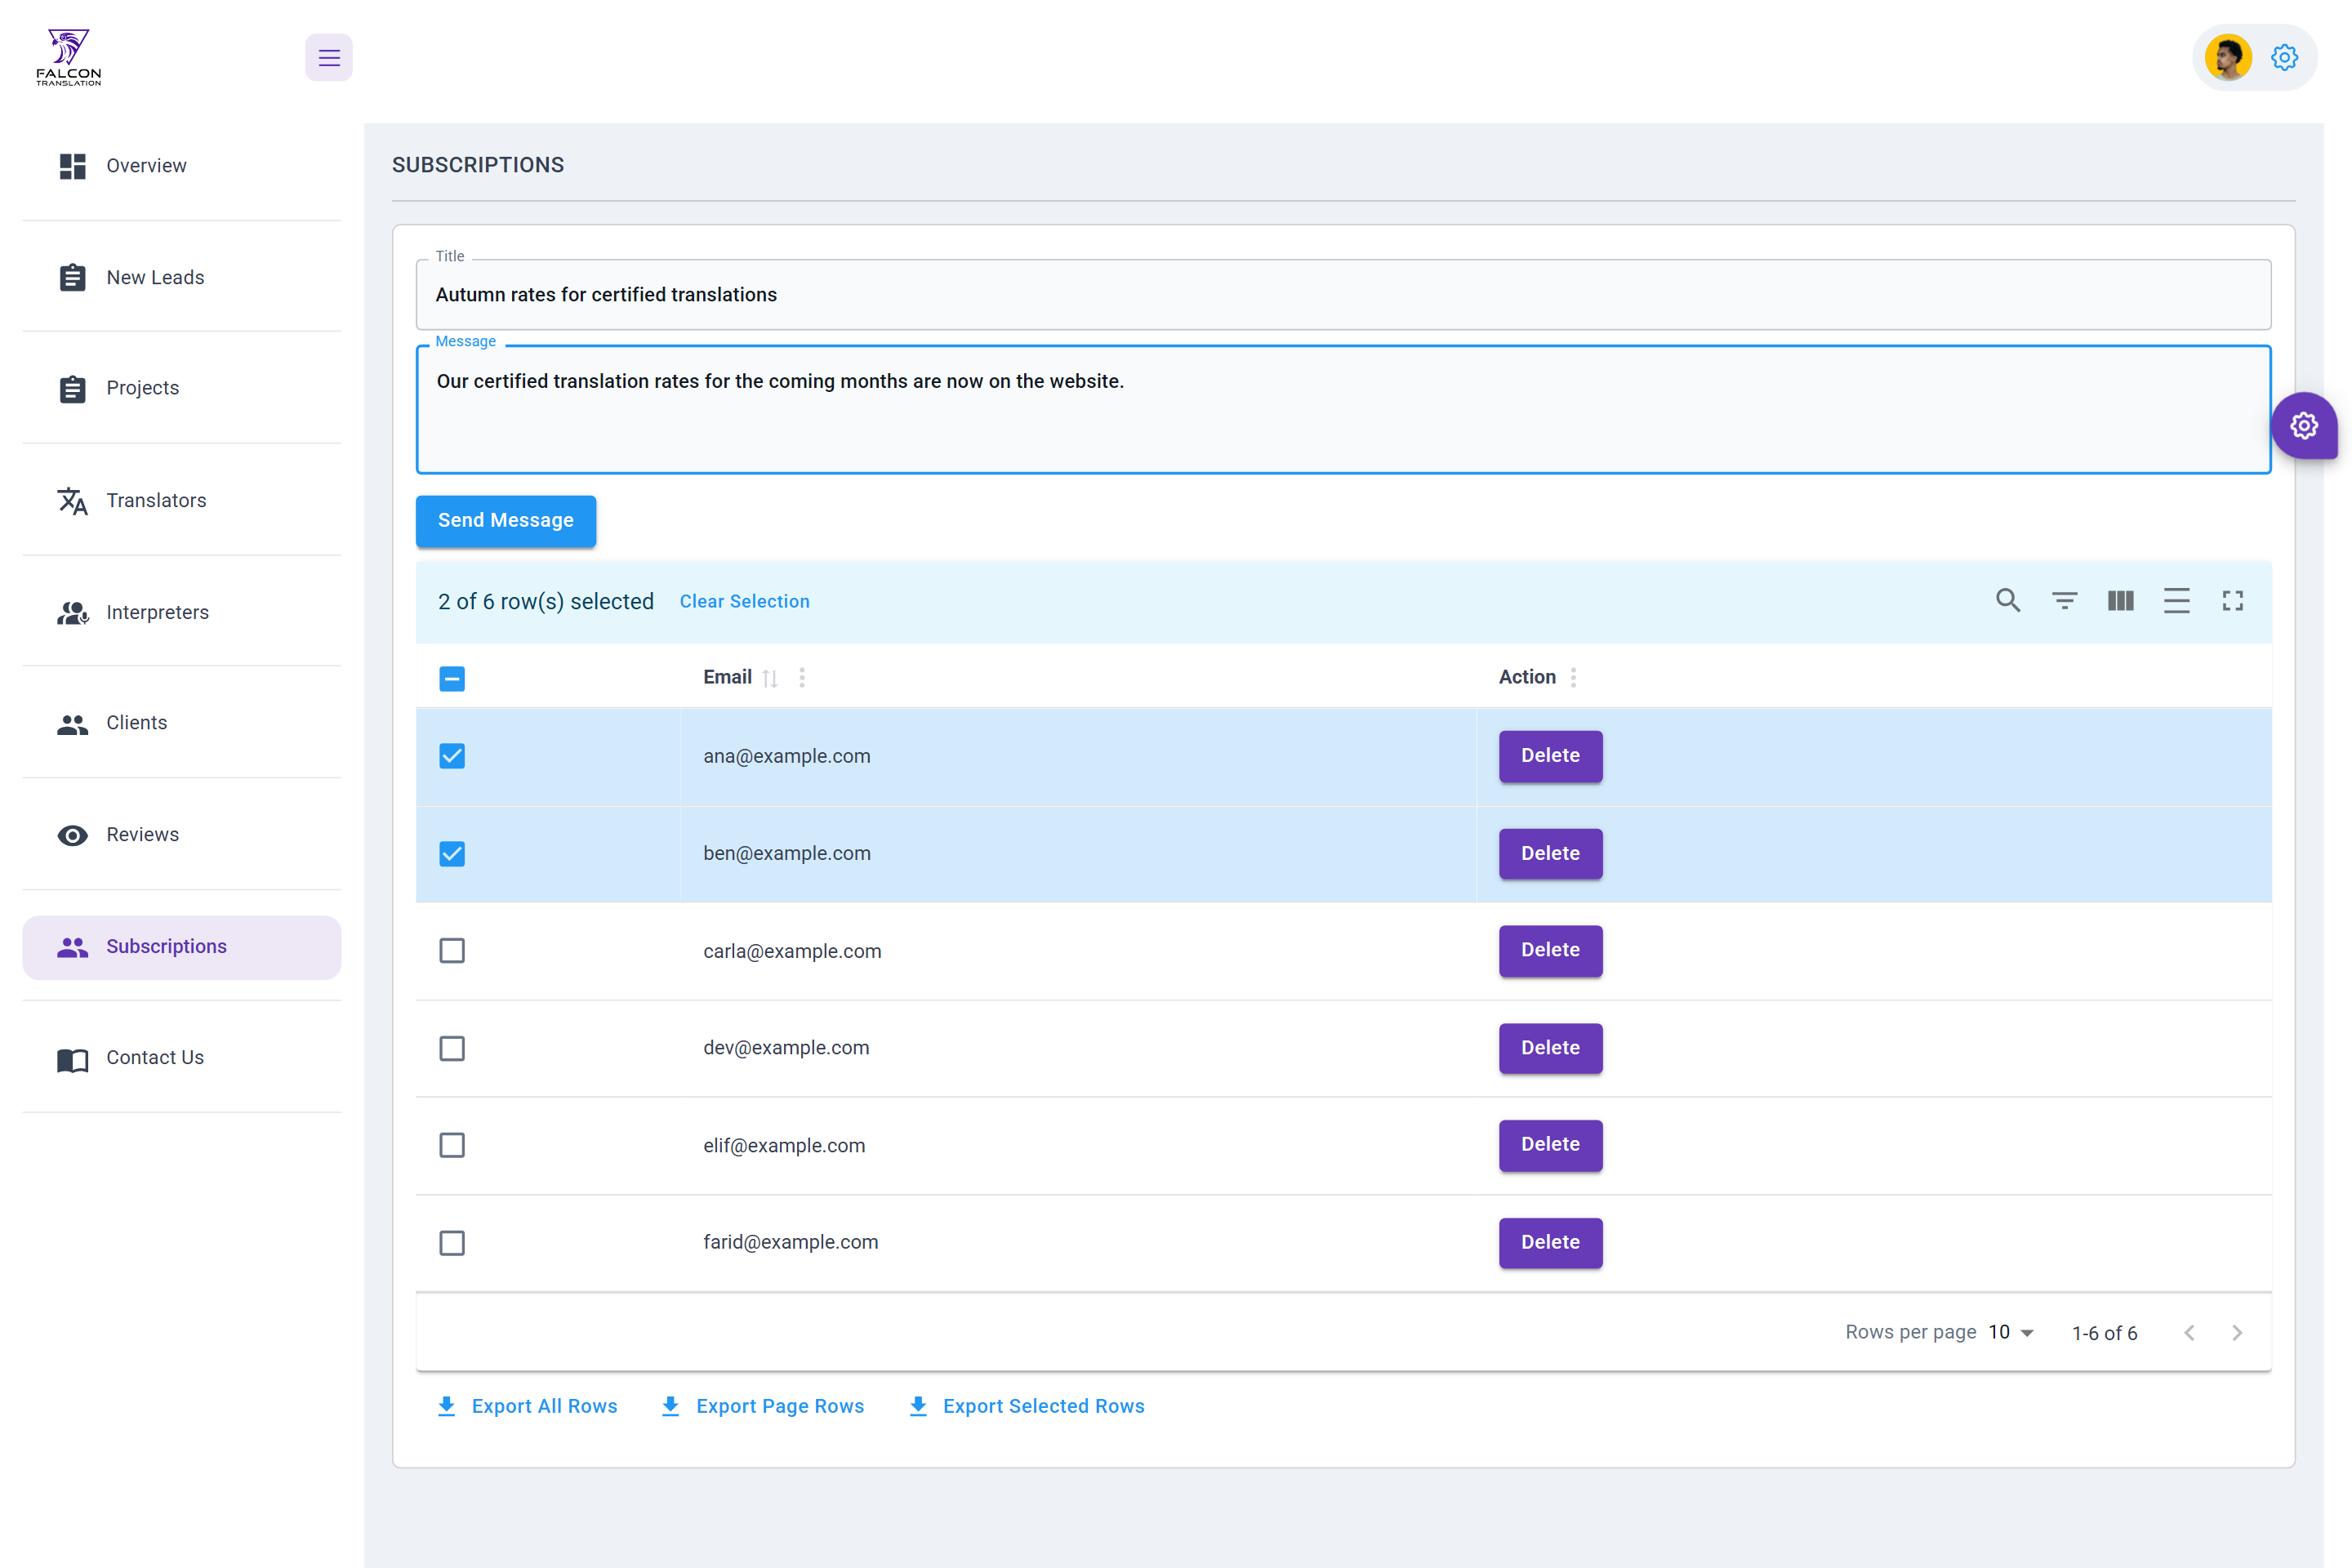 FALCON
TRANSLATION
Overview
New Leads
Projects
Translators
Interpreters
Clients
Reviews
Subscriptions
Contact Us
SUBSCRIPTIONS
Title
Autumn rates for certified translations
Message
Our certified translation rates for the coming months are now on the website.
Send Message
2 of 6 row(s) selected Clear Selection
Email Action
ana@example.com Delete
ben@example.com Delete
carla@example.com Delete
dev@example.com Delete
elif@example.com Delete
farid@example.com Delete
Rows per page 10 1-6 of 6
Export All Rows Export Page Rows Export Selected Rows